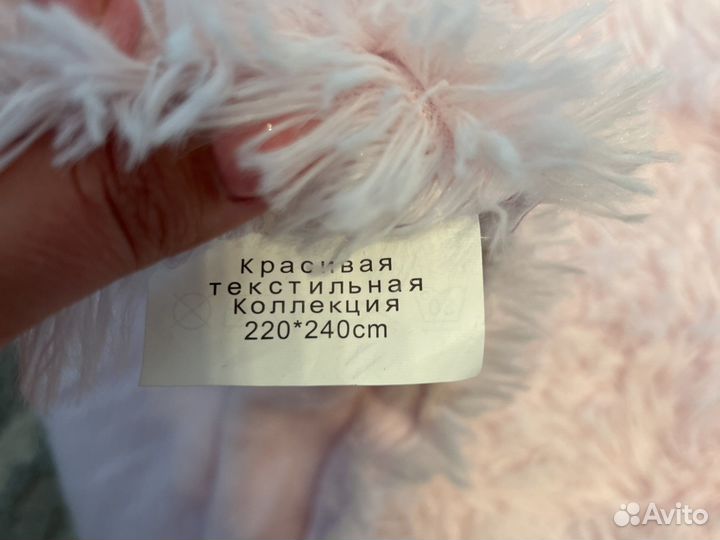 Красивая
текстильная
Коллекция
220*240cm
Avito